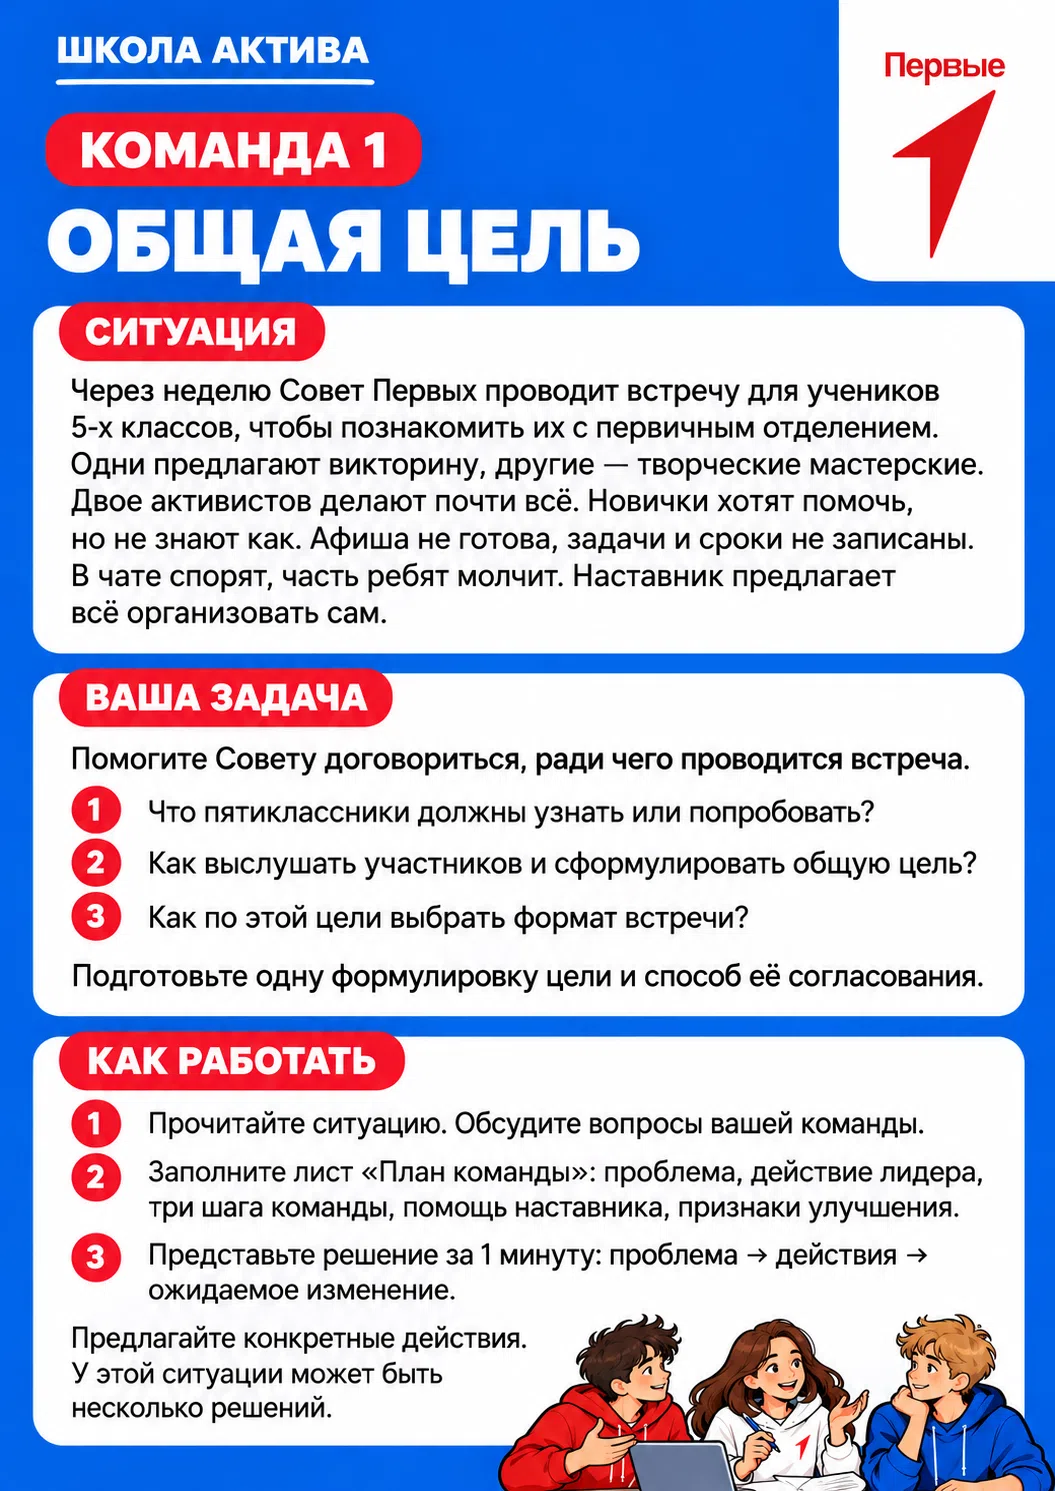 ШКОЛА АКТИВА
Первые
КОМАНДА 1
ОБЩАЯ ЦЕЛЬ
СИТУАЦИЯ
Через неделю Совет Первых проводит встречу для учеников
5-х классов, чтобы познакомить их с первичным отделением.
Одни предлагают викторину, другие — творческие мастерские.
Двое активистов делают почти всё. Новички хотят помочь,
но не знают как. Афиша не готова, задачи и сроки не записаны.
В чате спорят, часть ребят молчит. Наставник предлагает
всё организовать сам.
ВАША ЗАДАЧА
Помогите Совету договориться, ради чего проводится встреча.
1 Что пятиклассники должны узнать или попробовать?
2 Как выслушать участников и сформулировать общую цель?
3 Как по этой цели выбрать формат встречи?
Подготовьте одну формулировку цели и способ её согласования.
КАК РАБОТАТЬ
1 Прочитайте ситуацию. Обсудите вопросы вашей команды.
2 Заполните лист «План команды»: проблема, действие лидера,
три шага команды, помощь наставника, признаки улучшения.
3 Представьте решение за 1 минуту: проблема → действия →
ожидаемое изменение.
Предлагайте конкретные действия.
У этой ситуации может быть
несколько решений.